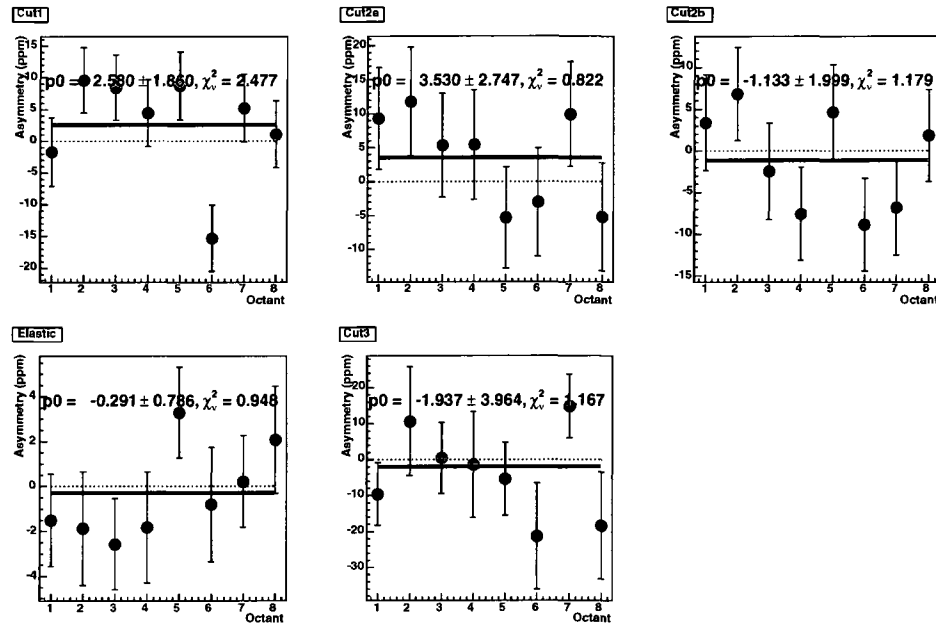 Cut1
Asymmetry (ppm)
p0 = 2.580 ± 1.860, χ²ᵥ = 2.477
15
10
5
0
-5
-10
-15
-20
1 2 3 4 5 6 7 8
Octant
Cut2a
Asymmetry (ppm)
p0 = 3.530 ± 2.747, χ²ᵥ = 0.822
20
15
10
5
0
-5
-10
1 2 3 4 5 6 7 8
Octant
Cut2b
Asymmetry (ppm)
p0 = -1.133 ± 1.999, χ²ᵥ = 1.179
10
5
0
-5
-10
-15
1 2 3 4 5 6 7 8
Octant
Elastic
Asymmetry (ppm)
p0 = -0.291 ± 0.786, χ²ᵥ = 0.948
4
2
0
-2
-4
1 2 3 4 5 6 7 8
Octant
Cut3
Asymmetry (ppm)
p0 = -1.937 ± 3.964, χ²ᵥ = 1.167
20
10
0
-10
-20
-30
1 2 3 4 5 6 7 8
Octant